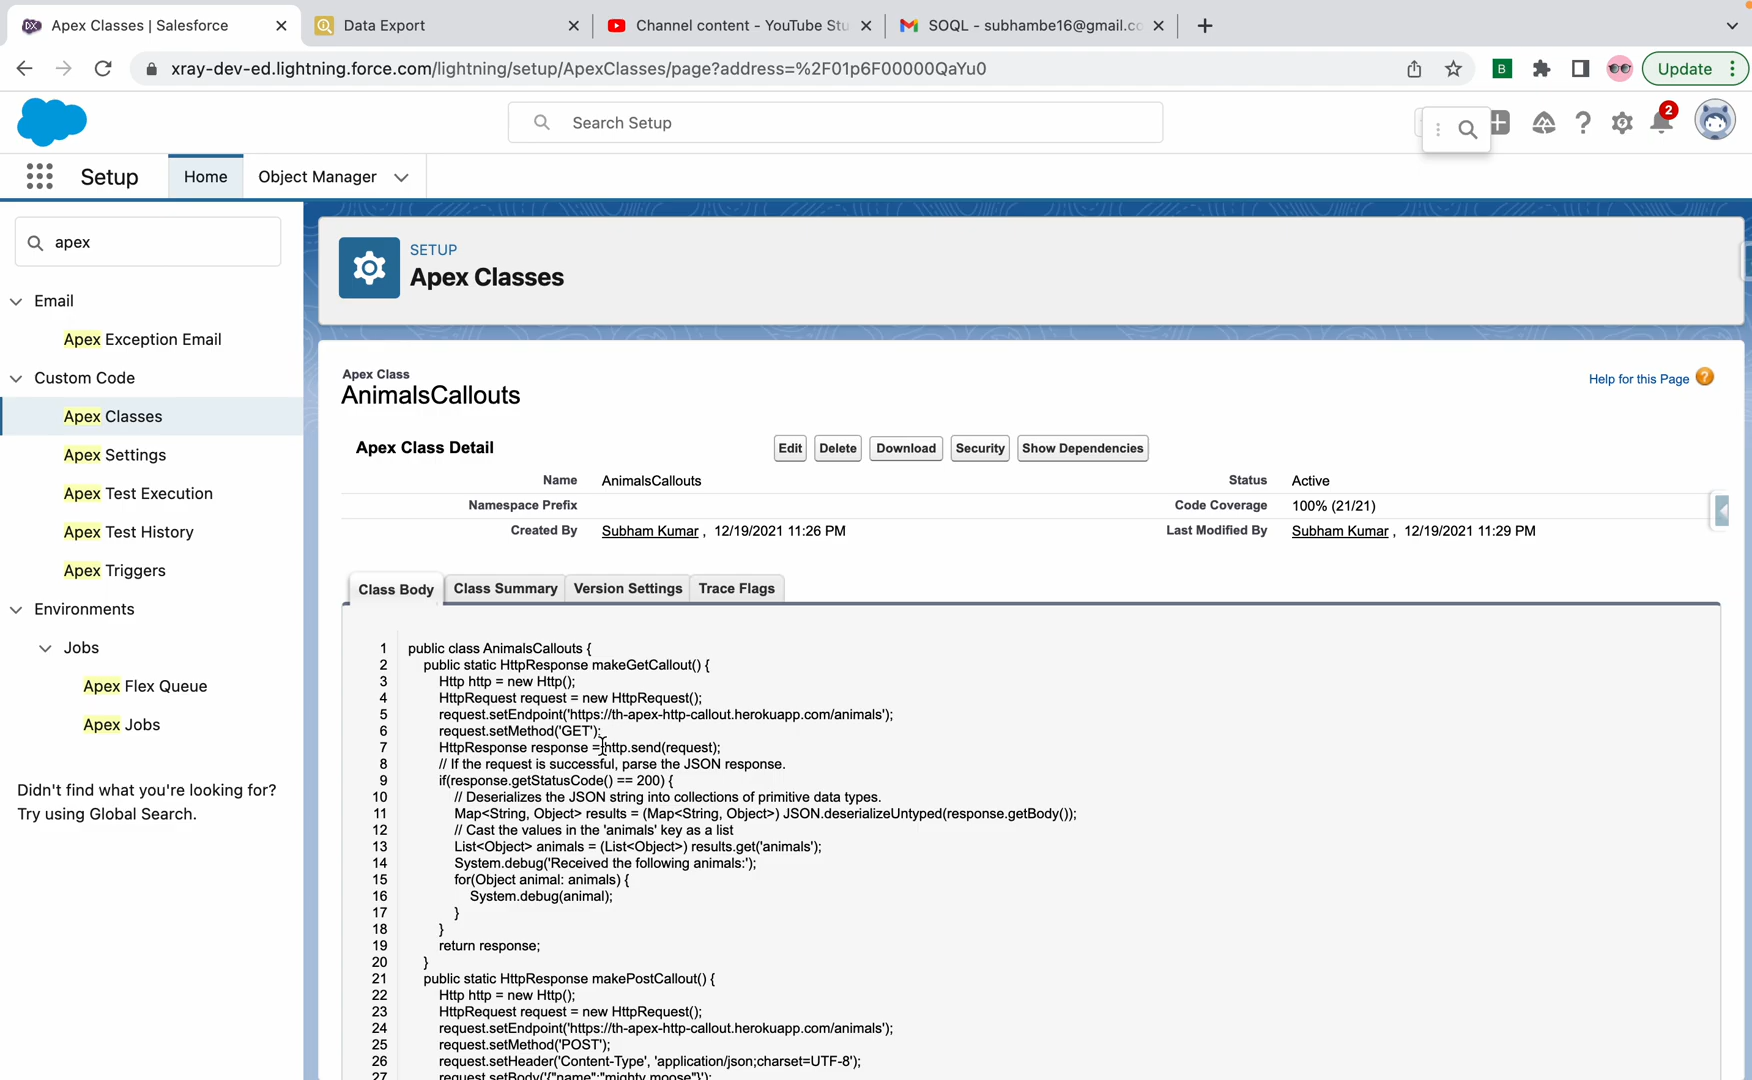 Apex Classes | Salesforce
Data Export
Channel content - YouTube Stu
SOQL - subhambe16@gmail.co
xray-dev-ed.lightning.force.com/lightning/setup/ApexClasses/page?address=%2F01p6F00000QaYu0
B
Update
Search Setup
2
Setup
Home
Object Manager
apex
Email
Apex Exception Email
Custom Code
Apex Classes
Apex Settings
Apex Test Execution
Apex Test History
Apex Triggers
Environments
Jobs
Apex Flex Queue
Apex Jobs
Didn't find what you're looking for?
Try using Global Search.
SETUP
Apex Classes
Apex Class
AnimalsCallouts
Help for this Page ?
Apex Class Detail
Edit Delete Download Security Show Dependencies
Name AnimalsCallouts Status Active
Namespace Prefix Code Coverage 100% (21/21)
Created By Subham Kumar , 12/19/2021 11:26 PM Last Modified By Subham Kumar , 12/19/2021 11:29 PM
Class Body Class Summary Version Settings Trace Flags
1 public class AnimalsCallouts {
2 public static HttpResponse makeGetCallout() {
3 Http http = new Http();
4 HttpRequest request = new HttpRequest();
5 request.setEndpoint('https://th-apex-http-callout.herokuapp.com/animals');
6 request.setMethod('GET');
7 HttpResponse response = http.send(request);
8 // If the request is successful, parse the JSON response.
9 if(response.getStatusCode() == 200) {
10 // Deserializes the JSON string into collections of primitive data types.
11 Map<String, Object> results = (Map<String, Object>) JSON.deserializeUntyped(response.getBody());
12 // Cast the values in the 'animals' key as a list
13 List<Object> animals = (List<Object>) results.get('animals');
14 System.debug('Received the following animals:');
15 for(Object animal: animals) {
16 System.debug(animal);
17 }
18 }
19 return response;
20 }
21 public static HttpResponse makePostCallout() {
22 Http http = new Http();
23 HttpRequest request = new HttpRequest();
24 request.setEndpoint('https://th-apex-http-callout.herokuapp.com/animals');
25 request.setMethod('POST');
26 request.setHeader('Content-Type', 'application/json;charset=UTF-8');
27 request.setBody('{"name":"mighty moose"}');